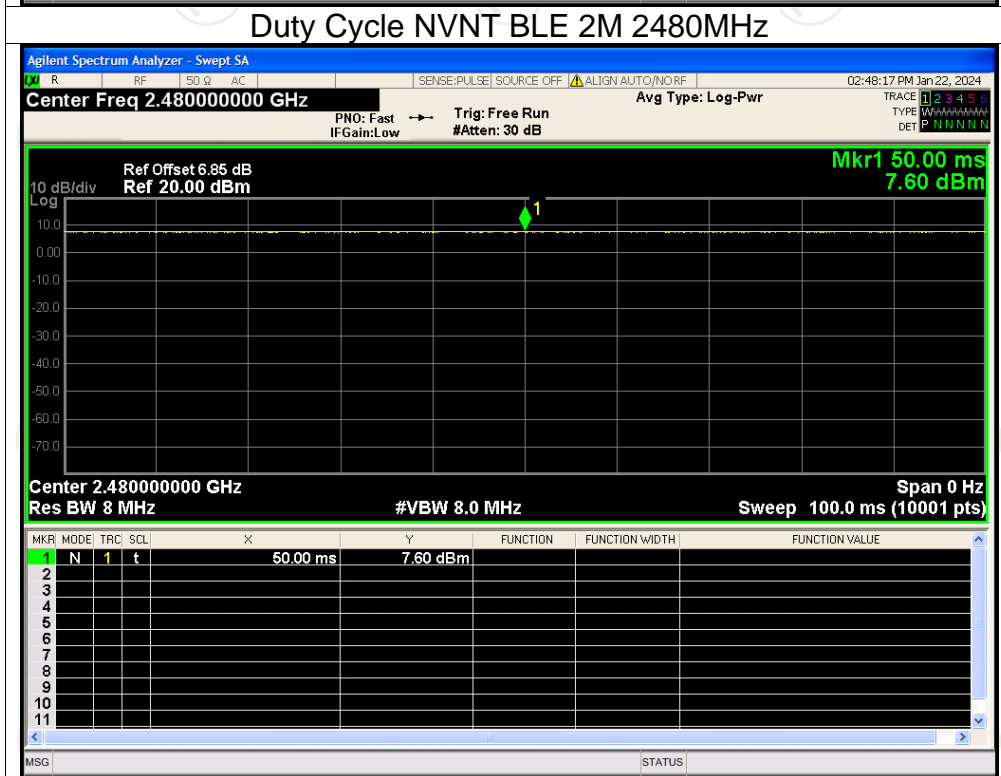 Duty Cycle NVNT BLE 2M 2480MHz
Agilent Spectrum Analyzer - Swept SA
LXI R RF 50 Ω AC SENSE:PULSE SOURCE OFF ALIGN AUTO/NO RF 02:48:17 PM Jan 22, 2024
Center Freq 2.480000000 GHz Avg Type: Log-Pwr TRACE 1 2 3 4 5 6
PNO: Fast Trig: Free Run TYPE WWWWWWW
IFGain:Low #Atten: 30 dB DET P N N N N N
Mkr1 50.00 ms
Ref Offset 6.85 dB
10 dB/div Ref 20.00 dBm 7.60 dBm
Log
1
10.0
0.00
-10.0
-20.0
-30.0
-40.0
-50.0
-60.0
-70.0
Center 2.480000000 GHz Span 0 Hz
Res BW 8 MHz #VBW 8.0 MHz Sweep 100.0 ms (10001 pts)
MKR MODE TRC SCL X Y FUNCTION FUNCTION WIDTH FUNCTION VALUE
1 N 1 t 50.00 ms 7.60 dBm
2
3
4
5
6
7
8
9
10
11
MSG STATUS